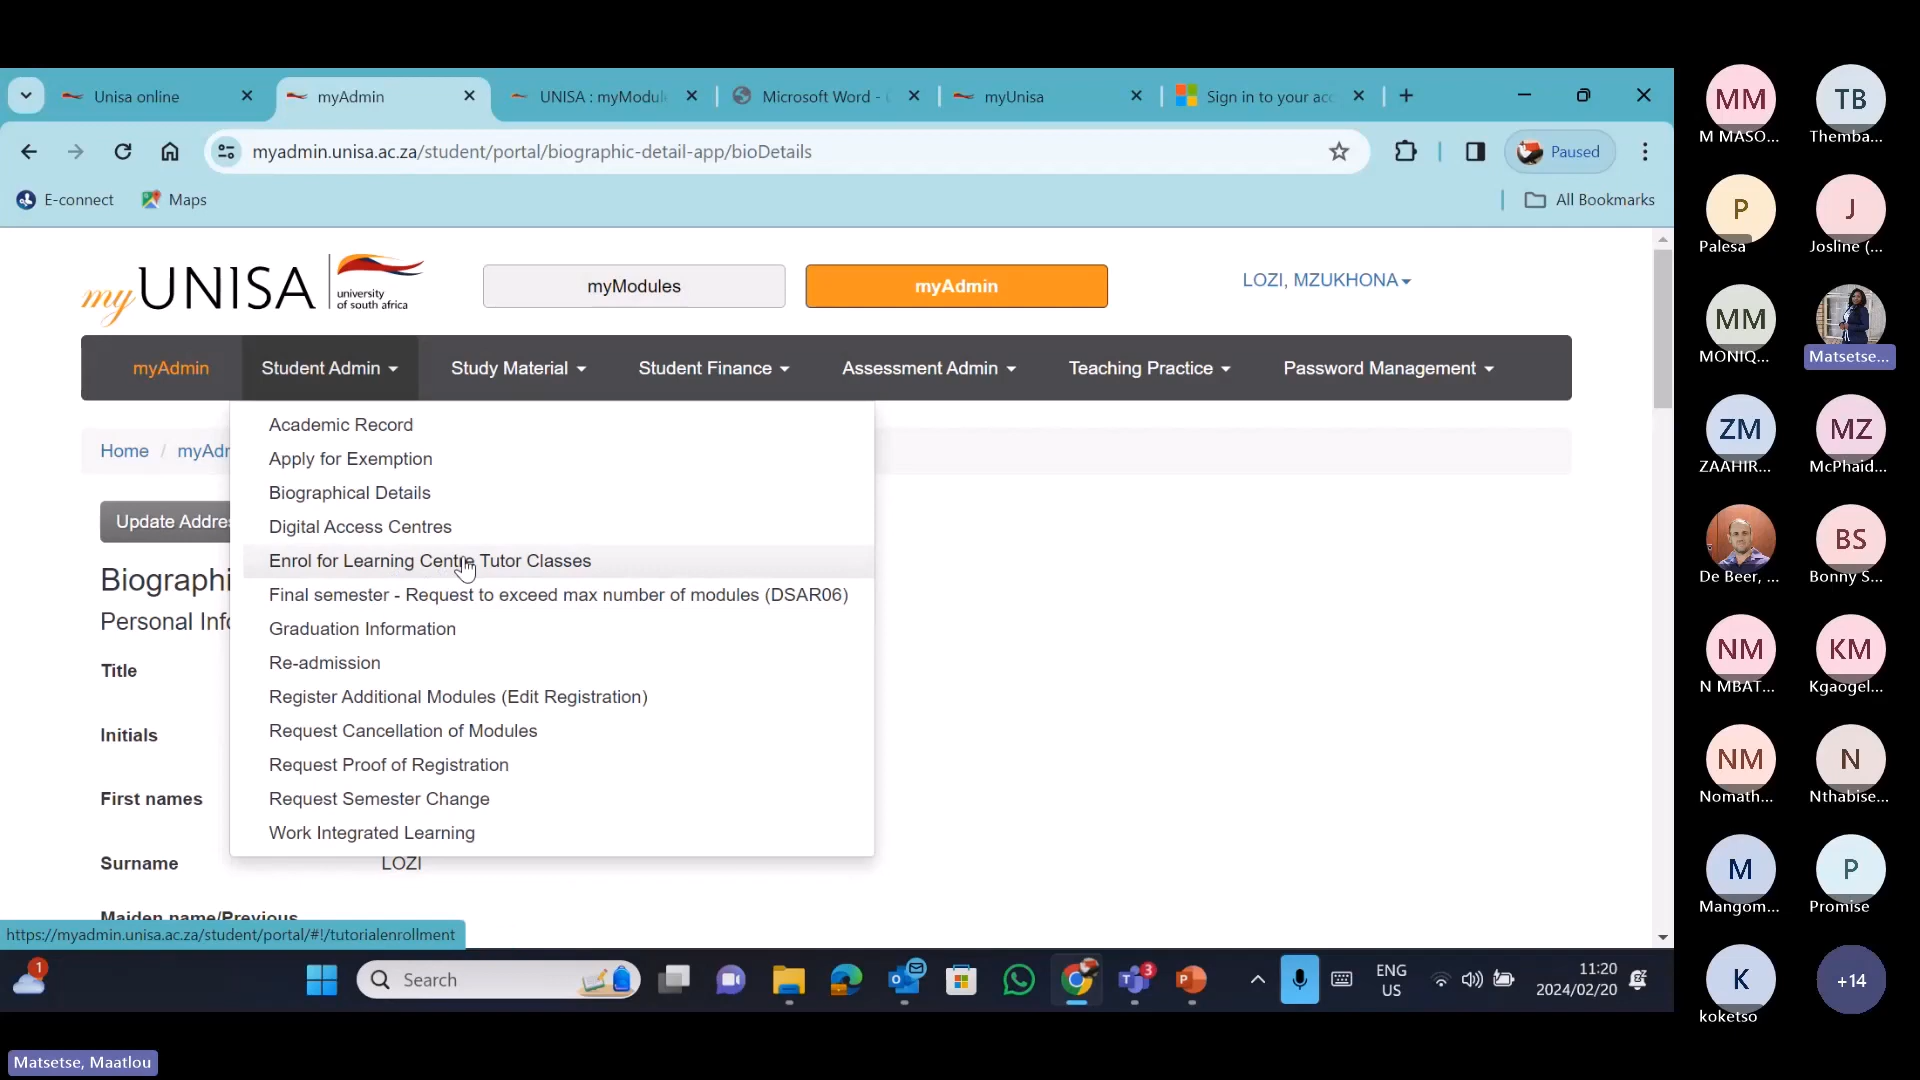 Unisa online
myAdmin
UNISA : myModul
Microsoft Word -
myUnisa
Sign in to your acc
myadmin.unisa.ac.za/student/portal/biographic-detail-app/bioDetails
Paused
E-connect
Maps
All Bookmarks
myUNISA
university
of south africa
myModules
myAdmin
LOZI, MZUKHONA
myAdmin
Student Admin
Study Material
Student Finance
Assessment Admin
Teaching Practice
Password Management
Home / myAdr
Academic Record
Apply for Exemption
Biographical Details
Digital Access Centres
Enrol for Learning Centre Tutor Classes
Final semester - Request to exceed max number of modules (DSAR06)
Graduation Information
Re-admission
Register Additional Modules (Edit Registration)
Request Cancellation of Modules
Request Proof of Registration
Request Semester Change
Work Integrated Learning
Update Addre
Biographi
Personal Info
Title
Initials
First names
Surname
LOZI
Maiden name/Previous
https://myadmin.unisa.ac.za/student/portal/#!/tutorialenrollment
1
Search
3
ENG
US
11:20
2024/02/20
Matsetse, Maatlou
MM
M MASO...
TB
Themba...
P
Palesa
J
Josline (...
MM
MONIQ...
Matsetse...
ZM
ZAAHIR...
MZ
McPhaid...
De Beer, ...
BS
Bonny S...
NM
N MBAT...
KM
Kgaogel...
NM
Nomath...
N
Nthabise...
M
Mangom...
P
Promise
K
koketso
+14